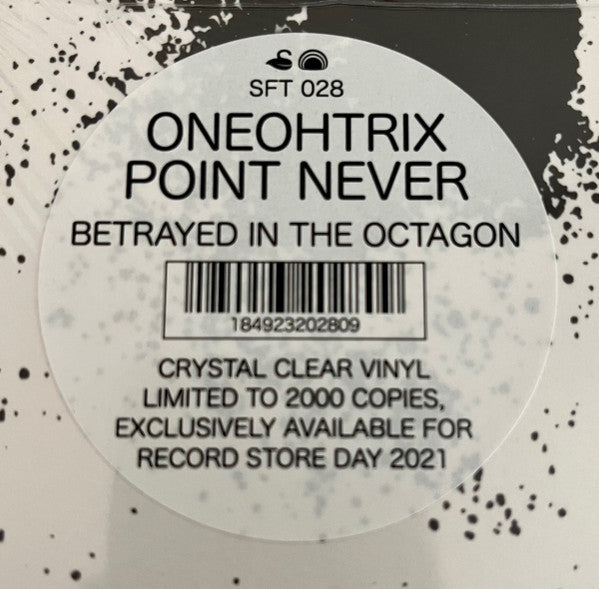 SFT 028
ONEOHTRIX
POINT NEVER
BETRAYED IN THE OCTAGON
184923202809
CRYSTAL CLEAR VINYL
LIMITED TO 2000 COPIES,
EXCLUSIVELY AVAILABLE FOR
RECORD STORE DAY 2021